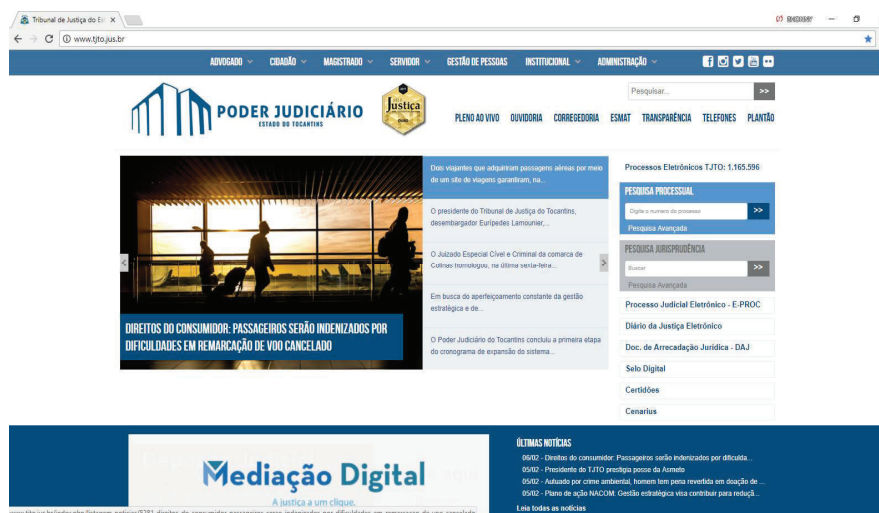 Tribunal de Justiça do Es
www.tjto.jus.br
ADVOGADO CIDADÃO MAGISTRADO SERVIDOR GESTÃO DE PESSOAS INSTITUCIONAL ADMINISTRAÇÃO
Pesquisar... >>
PODER JUDICIÁRIO
ESTADO DO TOCANTINS
Justiça
PLENO AO VIVO OUVIDORIA CORREGEDORIA ESMAT TRANSPARÊNCIA TELEFONES PLANTÃO
Dois viajantes que adquiriram passagens aéreas por meio
de um site de viagens garantiram, na...
O presidente do Tribunal de Justiça do Tocantins,
desembargador Eurípedes Lamounier,...
O Juizado Especial Cível e Criminal da comarca de
Colinas homologou, na última sexta-feira...
Em busca do aperfeiçoamento constante da gestão
estratégica e de...
O Poder Judiciário do Tocantins concluiu a primeira etapa
do cronograma de expansão do sistema...
DIREITOS DO CONSUMIDOR: PASSAGEIROS SERÃO INDENIZADOS POR
DIFICULDADES EM REMARCAÇÃO DE VOO CANCELADO
Processos Eletrônicos TJTO: 1.165.596
PESQUISA PROCESSUAL
Digite o numero do processo >>
Pesquisa Avançada
PESQUISA JURISPRUDÊNCIA
Buscar >>
Pesquisa Avançada
Processo Judicial Eletrônico - E-PROC
Diário da Justiça Eletrônico
Doc. de Arrecadação Jurídica - DAJ
Selo Digital
Certidões
Cenarius
Mediação Digital
A justiça a um clique.
ÚLTIMAS NOTÍCIAS
06/02 - Direitos do consumidor: Passageiros serão indenizados por dificulda...
05/02 - Presidente do TJTO prestigia posse da Asmeto
05/02 - Autuado por crime ambiental, homem tem pena revertida em doação de ...
05/02 - Plano de ação NACOM: Gestão estratégica visa contribuir para reduçã...
Leia todas as notícias